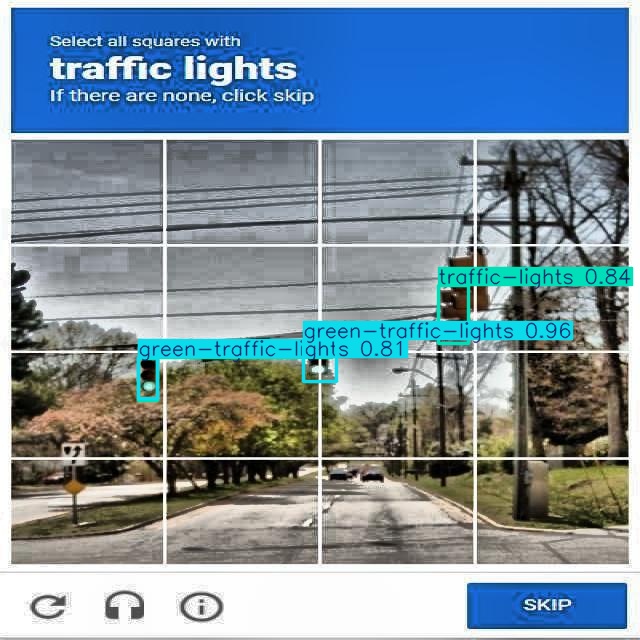 Select all squares with
traffic lights
If there are none, click skip
traffic-lights 0.84
green-traffic-lights 0.96
green-traffic-lights 0.81
SKIP